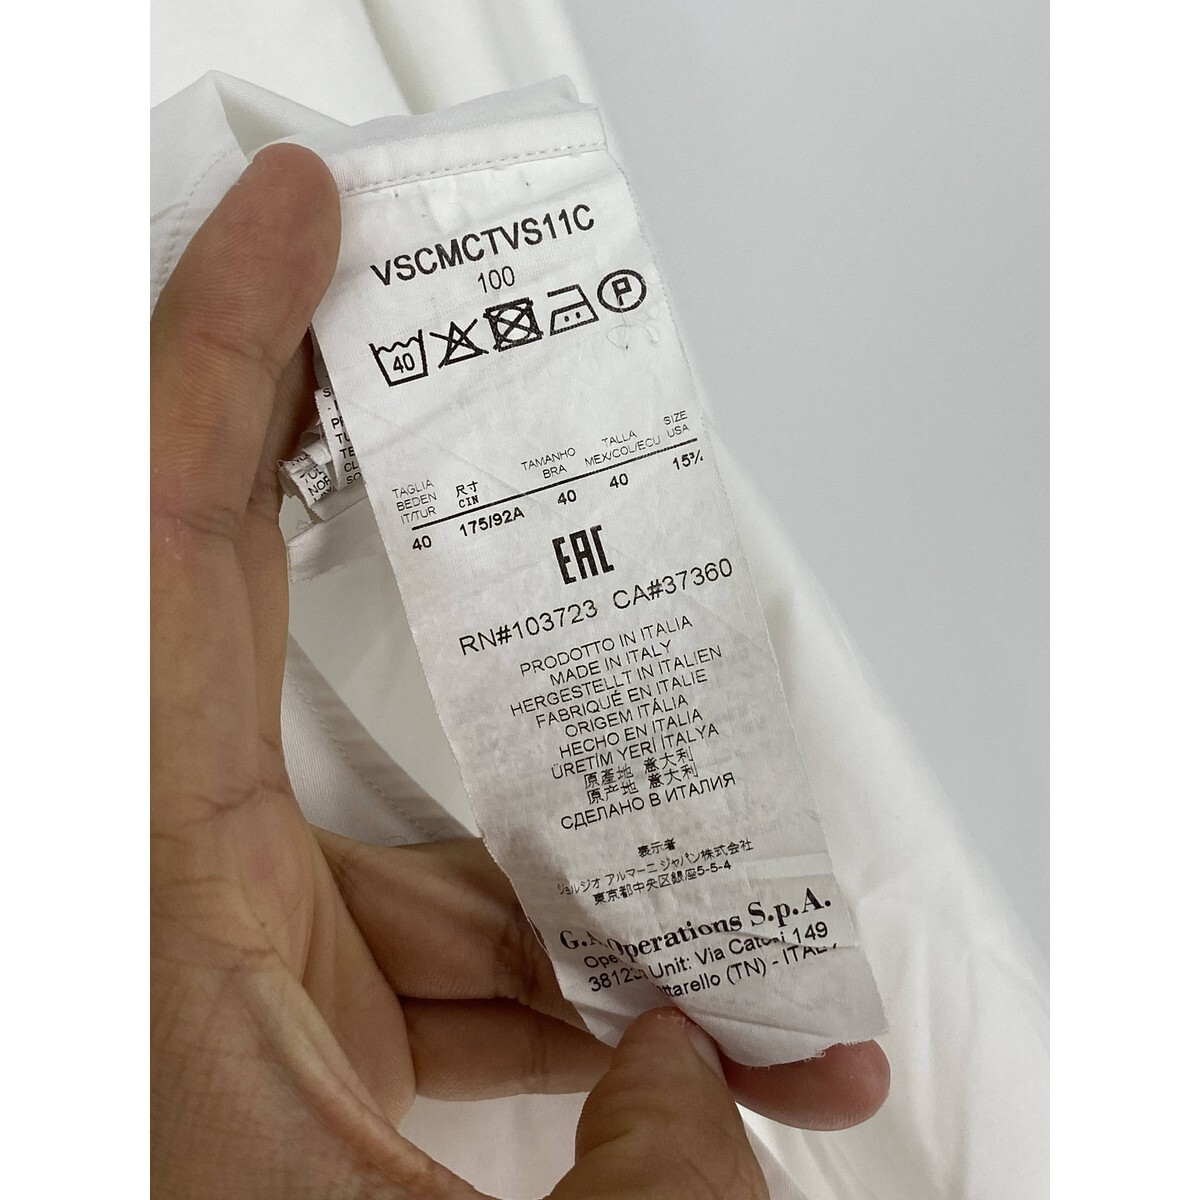 VSCMCTVS11C
100
40
P
TAGLIA
BEDEN
IT/TUR
尺寸
CIN
TAMANHO
BRA
TALLA
MEX/COL/ECU
SIZE
USA
40 175/92A 40 40 15¾
EAC
RN#103723 CA#37360
PRODOTTO IN ITALIA
MADE IN ITALY
HERGESTELLT IN ITALIEN
FABRIQUÉ EN ITALIE
ORIGEM ITÁLIA
HECHO EN ITALIA
ÜRETİM YERİ İTALYA
原產地 意大利
原产地 意大利
СДЕЛАНО В ИТАЛИЯ
表示者
ジョルジオ アルマーニ ジャパン株式会社
東京都中央区銀座5-5-4
G.A. Operations S.p.A.
Unit: Via 149
(TN) - ITALY